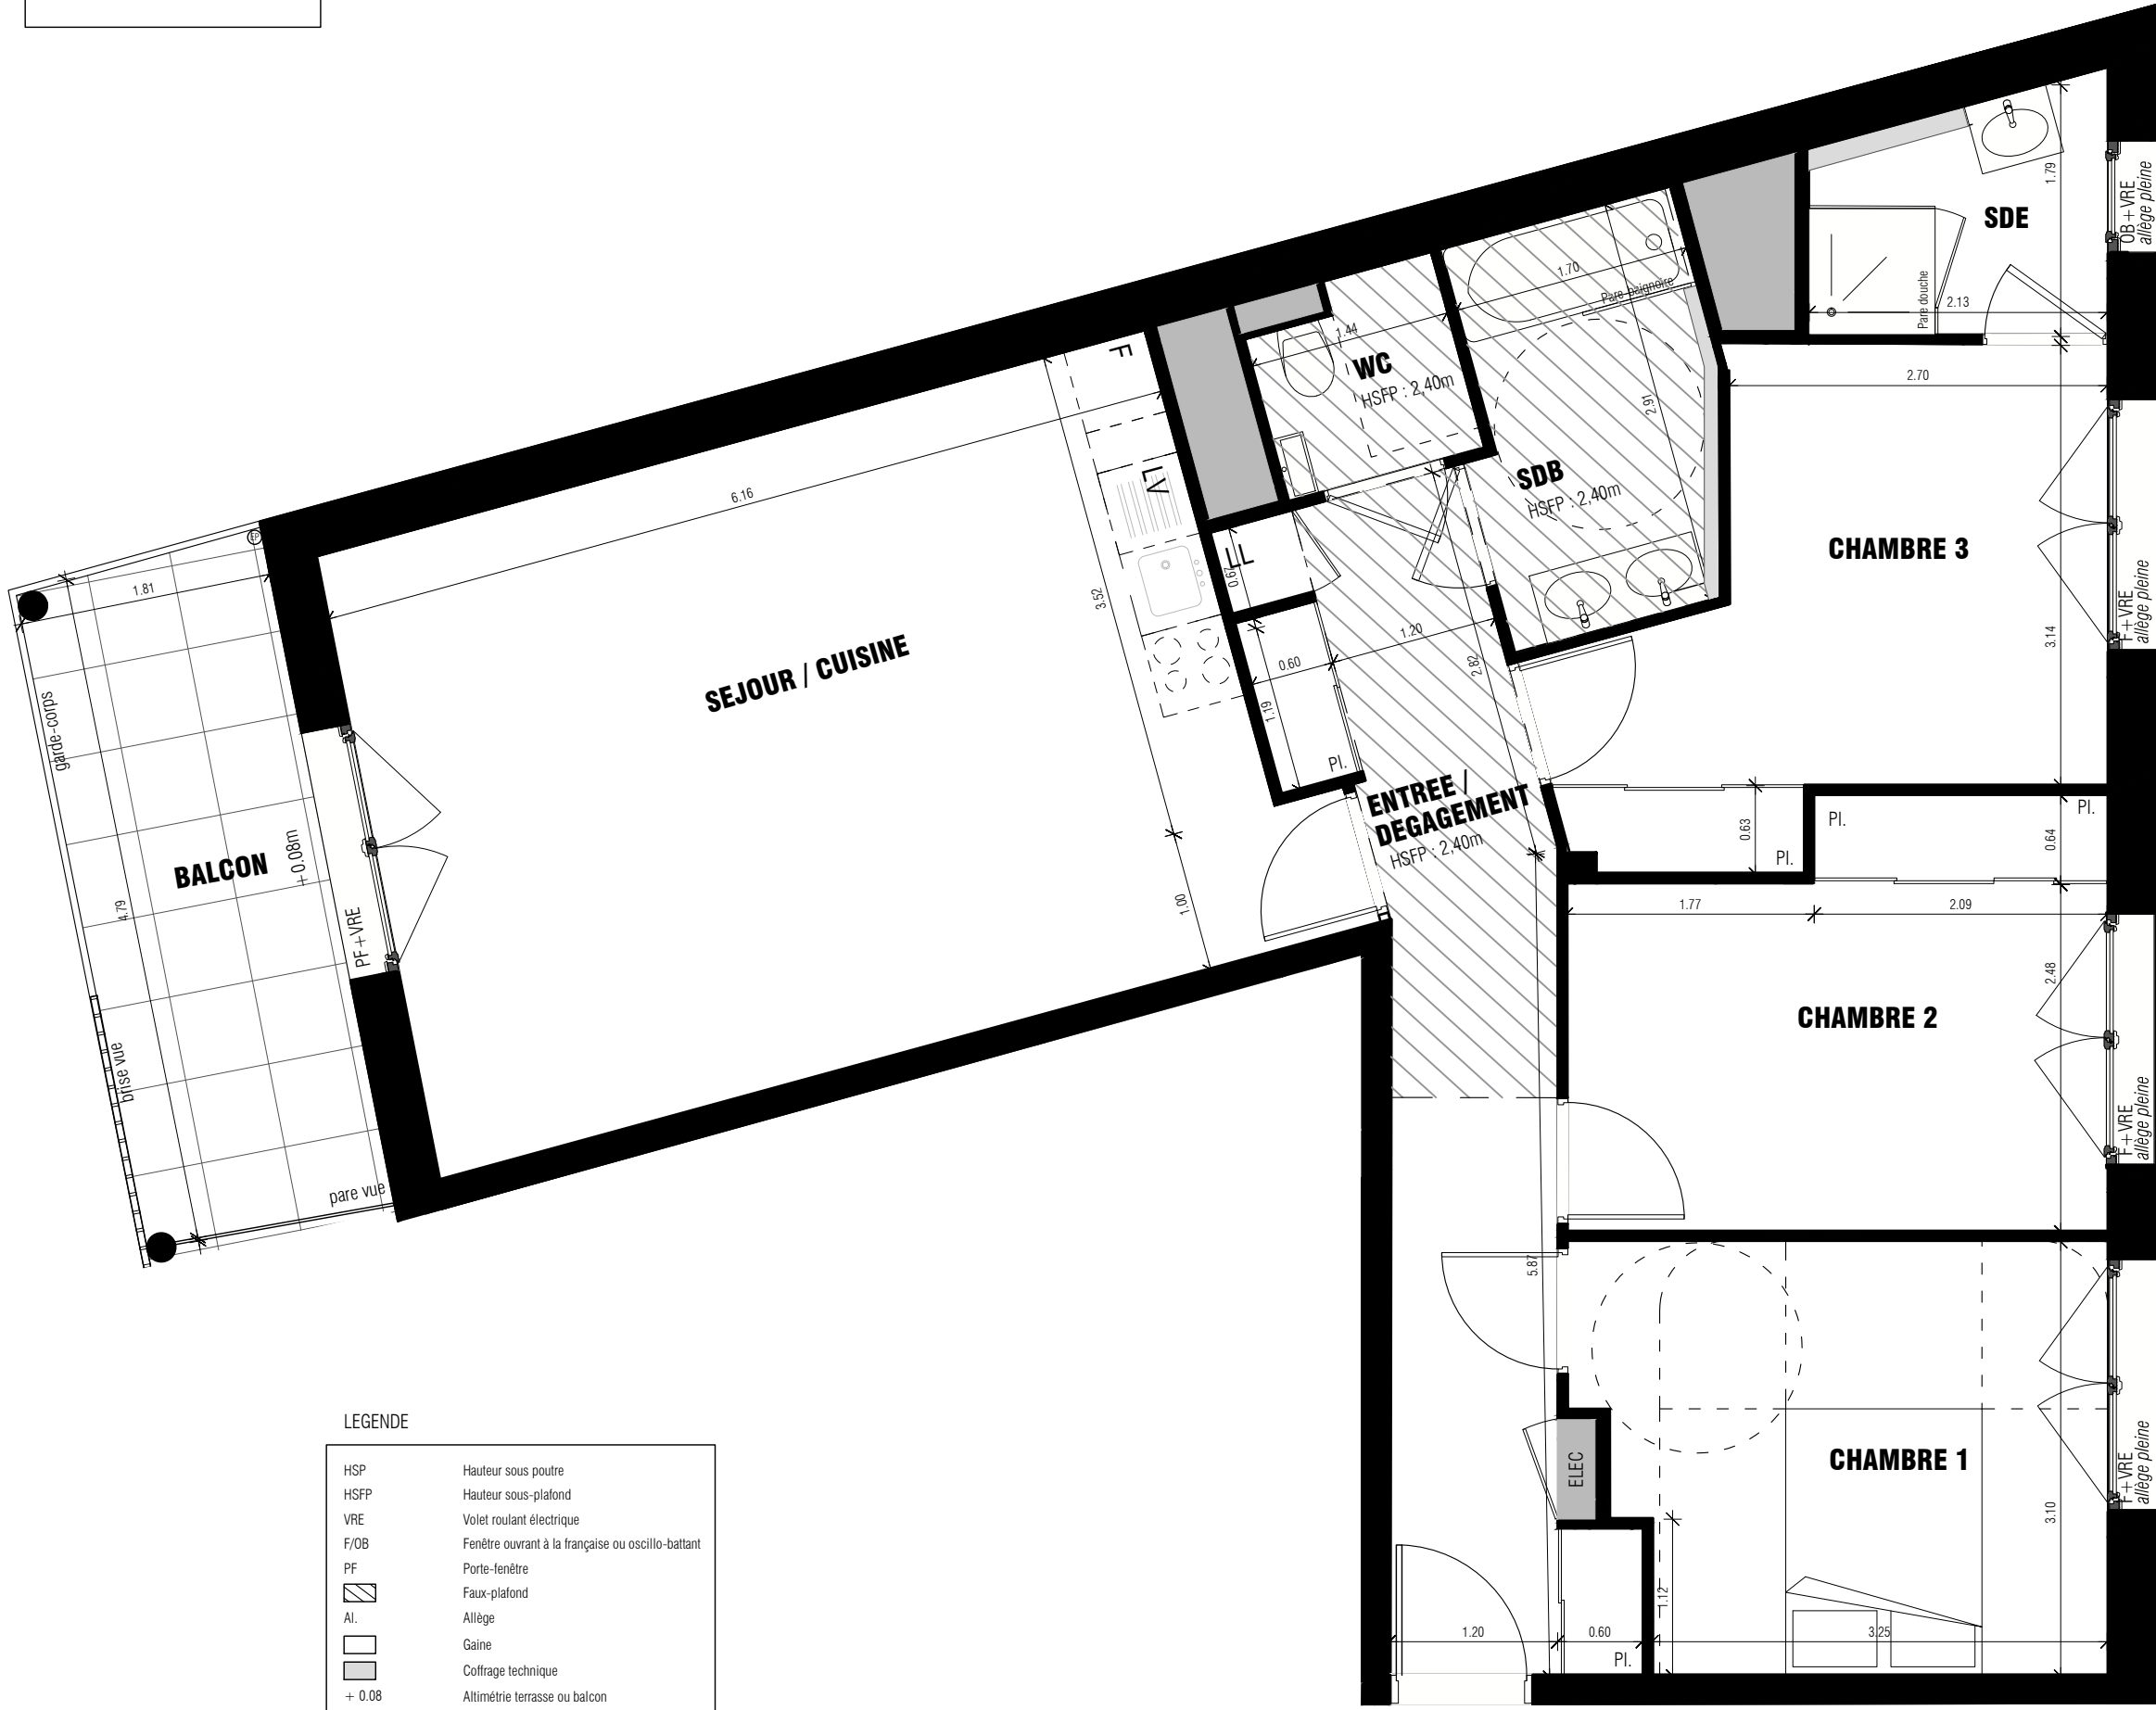 SDE
1.79
2.13
Pare douche
OB+VRE
allège pleine
1.70
Pare baignoire
1.44
WC
HSFP : 2,40m
2.91
SDB
HSFP : 2,40m
2.70
CHAMBRE 3
3.14
F+VRE
allège pleine
F
LV
LL
0.67
6.16
3.52
SEJOUR / CUISINE
1.20
0.60
1.19
2.82
Pl.
ENTREE /
DEGAGEMENT
HSFP : 2,40m
1.00
EP
1.81
garde-corps
BALCON
+0.08m
4.79
PF+VRE
brise vue
pare vue
0.63
Pl.
Pl.
Pl.
0.64
1.77
2.09
2.48
CHAMBRE 2
F+VRE
allège pleine
5.87
ELEC
CHAMBRE 1
3.10
F+VRE
allège pleine
1.12
1.20
0.60
3.25
Pl.
LEGENDE
HSP Hauteur sous poutre
HSFP Hauteur sous-plafond
VRE Volet roulant électrique
F/OB Fenêtre ouvrant à la française ou oscillo-battant
PF Porte-fenêtre
Faux-plafond
Al. Allège
Gaine
Coffrage technique
+ 0.08 Altimétrie terrasse ou balcon